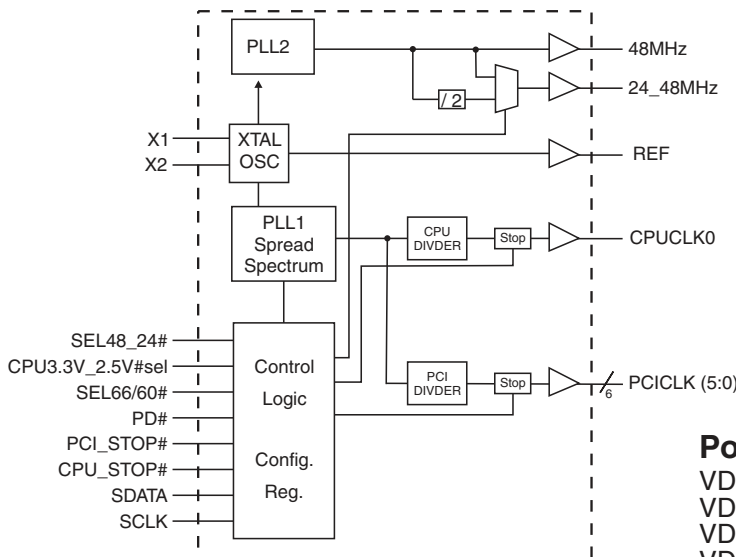 PLL2
48MHz
/ 2
24_48MHz
X1
X2
XTAL
OSC
REF
PLL1
Spread
Spectrum
CPU
DIVDER
Stop
CPUCLK0
SEL48_24#
CPU3.3V_2.5V#sel
SEL66/60#
PD#
PCI_STOP#
CPU_STOP#
SDATA
SCLK
Control
Logic
Config.
Reg.
PCI
DIVDER
Stop
6
PCICLK (5:0)
Po
VD
VD
VD